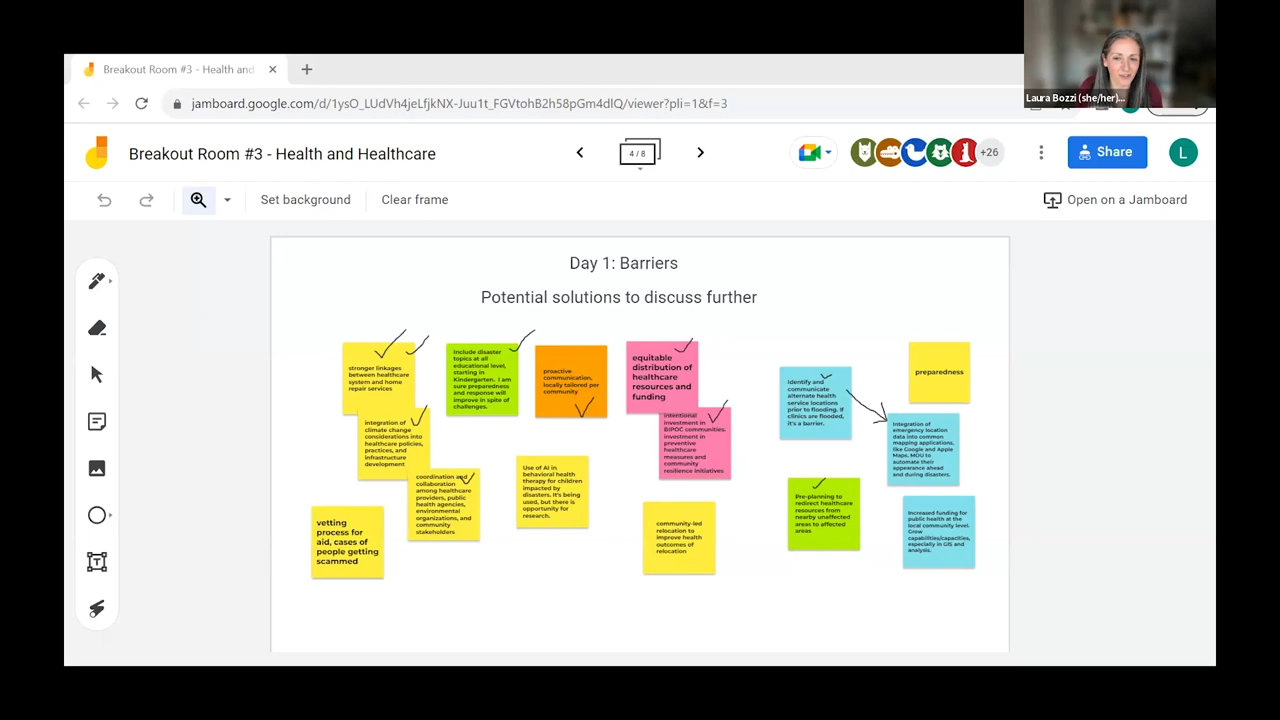 Breakout Room #3 - Health and
jamboard.google.com/d/1ysO_LUdVh4jeLfjkNX-Juu1t_FGVtohB2h58pGm4dlQ/viewer?pli=1&f=3
Laura Bozzi (she/her)...
Breakout Room #3 - Health and Healthcare
4 / 8
+26
Share
L
Set background
Clear frame
Open on a Jamboard
Day 1: Barriers
Potential solutions to discuss further
stronger linkages
between healthcare
system and home
repair services
integration of
climate change
considerations into
healthcare policies,
practices, and
infrastructure
development
coordination and
collaboration
among healthcare
providers, public
health agencies,
environmental
organizations, and
community
stakeholders
vetting
process for
aid, cases of
people getting
scammed
Include disaster
topics at all
educational level,
starting in
Kindergarten. I am
sure preparedness
and response will
improve in spite of
challenges.
proactive
communication,
locally tailored per
community
Use of AI in
behavioral health
therapy for children
impacted by
disasters. It's being
used, but there is
opportunity for
research.
equitable
distribution of
healthcare
resources and
funding
intentional
investment in
BIPOC communities.
investment in
preventive
healthcare
measures and
community
resilience initiatives
community-led
relocation to
improve health
outcomes of
relocation
Identify and
communicate
alternate health
service locations
prior to flooding. If
clinics are flooded,
it's a barrier.
Pre-planning to
redirect healthcare
resources from
nearby unaffected
areas to affected
areas
preparedness
Integration of
emergency location
data into common
mapping applications,
like Google and Apple
Maps. MOU to
automate their
appearance ahead
and during disasters.
Increased funding for
public health at the
local community level.
Grow
capabilities/capacities,
especially in GIS and
analysis.